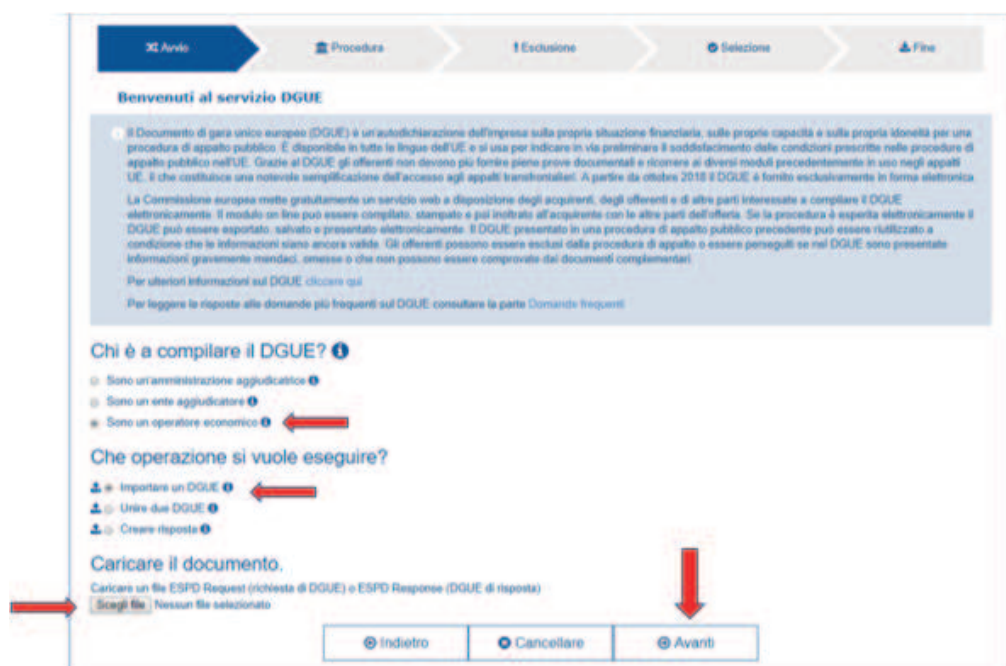 Avvio
Procedura
Esclusione
Selezione
Fine
Benvenuti al servizio DGUE
Il Documento di gara unico europeo (DGUE) è un'autodichiarazione dell'impresa sulla propria situazione finanziaria, sulle proprie capacità e sulla propria idoneità per una
procedura di appalto pubblico. È disponibile in tutte le lingue dell'UE e si usa per indicare in via preliminare il soddisfacimento delle condizioni prescritte nelle procedure di
appalto pubblico nell'UE. Grazie al DGUE gli offerenti non devono più fornire piene prove documentali e ricorrere ai diversi moduli precedentemente in uso negli appalti
UE, il che costituisce una notevole semplificazione dell'accesso agli appalti transfrontalieri. A partire da ottobre 2018 il DGUE è fornito esclusivamente in forma elettronica.
La Commissione europea mette gratuitamente un servizio web a disposizione degli acquirenti, degli offerenti e di altre parti interessate a compilare il DGUE
elettronicamente. Il modulo on line può essere compilato, stampato e poi inoltrato all'acquirente con le altre parti dell'offerta. Se la procedura è esperita elettronicamente il
DGUE può essere esportato, salvato e presentato elettronicamente. Il DGUE presentato in una procedura di appalto pubblico precedente può essere riutilizzato a
condizione che le informazioni siano ancora valide. Gli offerenti possono essere esclusi dalla procedura di appalto o essere perseguiti se nel DGUE sono presentate
informazioni gravemente mendaci, omesse o che non possono essere comprovate dai documenti complementari.
Per ulteriori informazioni sul DGUE cliccare qui
Per leggere le risposte alle domande più frequenti sul DGUE consultare la parte Domande frequenti
Chi è a compilare il DGUE?
Sono un'amministrazione aggiudicatrice
Sono un ente aggiudicatore
Sono un operatore economico
Che operazione si vuole eseguire?
Importare un DGUE
Unire due DGUE
Creare risposta
Caricare il documento.
Caricare un file ESPD Request (richiesta di DGUE) o ESPD Response (DGUE di risposta)
Scegli file Nessun file selezionato
Indietro
Cancellare
Avanti